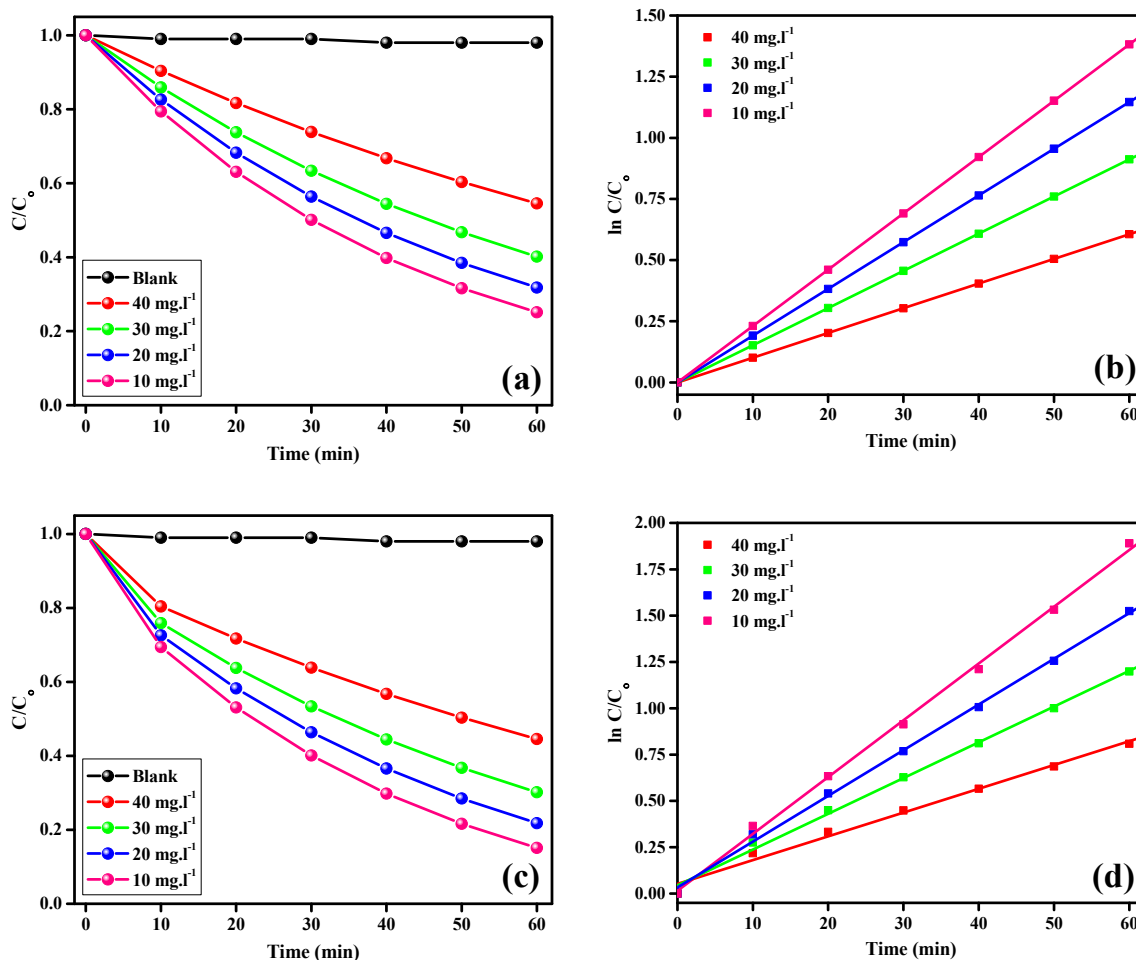 1.0
0.8
0.6
0.4
0.2
0.0
C/Cₒ
Blank
40 mg.l⁻¹
30 mg.l⁻¹
20 mg.l⁻¹
10 mg.l⁻¹
(a)
0 10 20 30 40 50 60
Time (min)
1.50
1.25
1.00
0.75
0.50
0.25
0.00
ln C/Cₒ
40 mg.l⁻¹
30 mg.l⁻¹
20 mg.l⁻¹
10 mg.l⁻¹
(b)
0 10 20 30 40 50 60
Time (min)
1.0
0.8
0.6
0.4
0.2
0.0
C/Cₒ
Blank
40 mg.l⁻¹
30 mg.l⁻¹
20 mg.l⁻¹
10 mg.l⁻¹
(c)
0 10 20 30 40 50 60
Time (min)
2.00
1.75
1.50
1.25
1.00
0.75
0.50
0.25
0.00
ln C/Cₒ
40 mg.l⁻¹
30 mg.l⁻¹
20 mg.l⁻¹
10 mg.l⁻¹
(d)
0 10 20 30 40 50 60
Time (min)